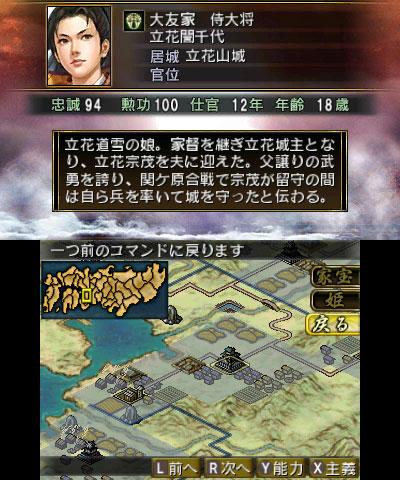 大友家 侍大将
立花誾千代
居城 立花山城
官位
忠誠 94 勲功 100 仕官 12年 年齢 18歳
立花道雪の娘。家督を継ぎ立花城主とな
り、立花宗茂を夫に迎えた。父譲りの武
勇を誇り、関ケ原合戦で宗茂が留守の間
は自ら兵を率いて城を守ったと伝わる。
一つ前のコマンドに戻ります
家宝
姫
戻る
L前へ R次へ Y能力 X主義